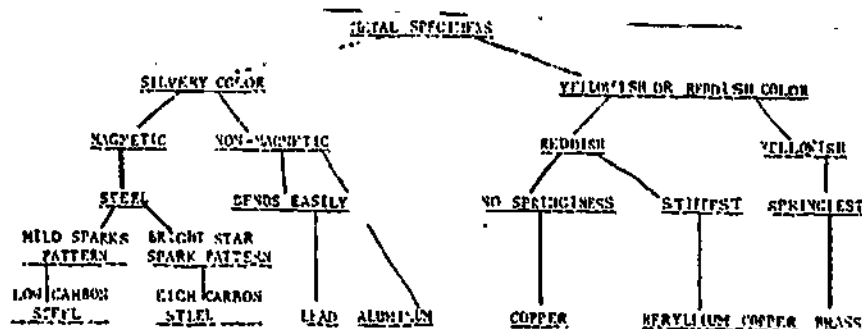 METAL SPECIMENS
SILVERY COLOR
YELLOWISH OR REDDISH COLOR
MAGNETIC
NON-MAGNETIC
REDDISH
YELLOWISH
STEEL
BENDS EASILY
NO SPRINGINESS
STIFFEST
SPRINGIEST
MILD SPARKS
PATTERN
BRIGHT STAR
SPARK PATTERN
LOW CARBON
STEEL
HIGH CARBON
STEEL
LEAD
ALUMINUM
COPPER
BERYLIUM COPPER
BRASS